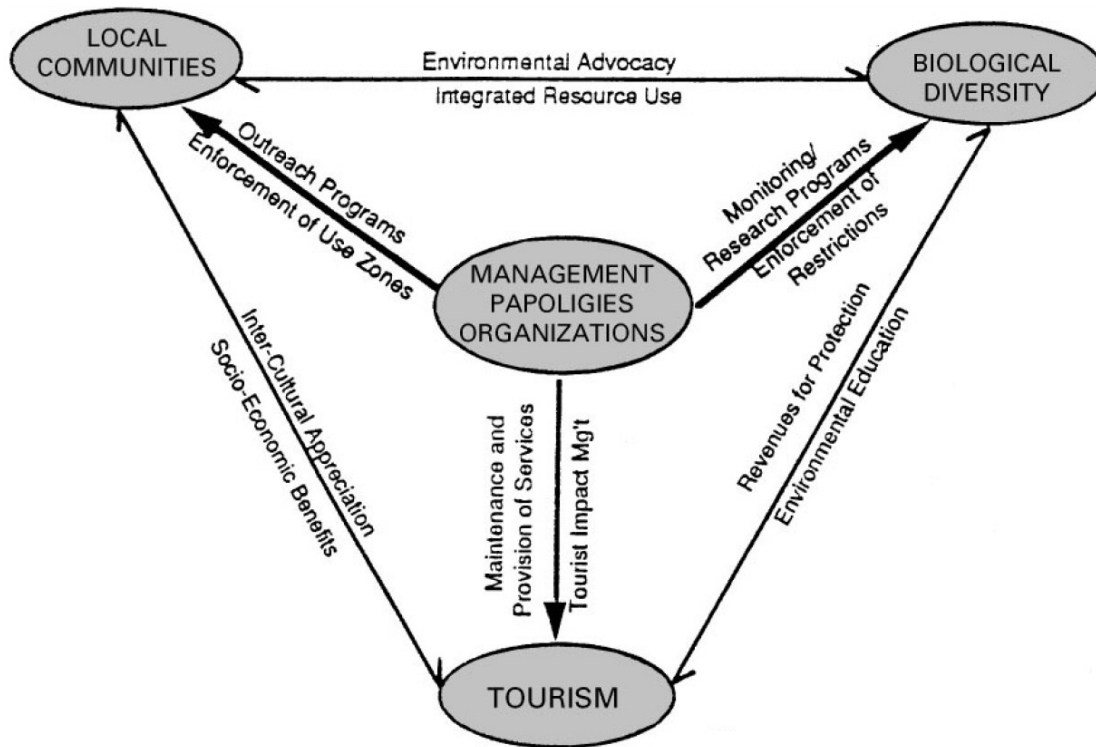 LOCAL
COMMUNITIES
Environmental Advocacy
Integrated Resource Use
BIOLOGICAL
DIVERSITY
Outreach Programs
Enforcement of Use Zones
Monitoring/
Research Programs
Enforcement of
Restrictions
MANAGEMENT
PAPOLIGIES
ORGANIZATIONS
Inter-Cultural Appreciation
Socio-Economic Benefits
Maintenance and
Provision of Services
Tourist Impact Mg't
Revenues for Protection
Environmental Education
TOURISM